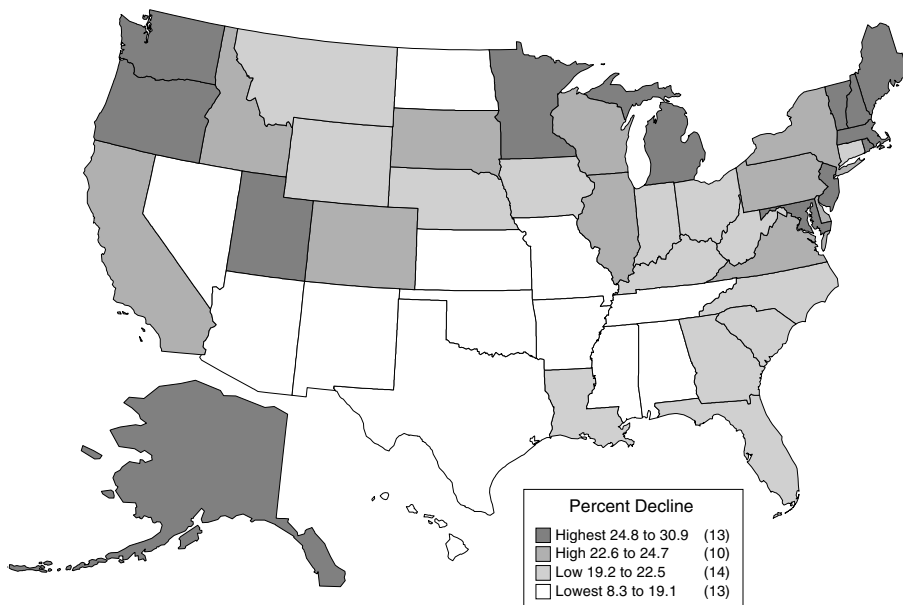 Percent Decline
Highest 24.8 to 30.9 (13)
High 22.6 to 24.7 (10)
Low 19.2 to 22.5 (14)
Lowest 8.3 to 19.1 (13)